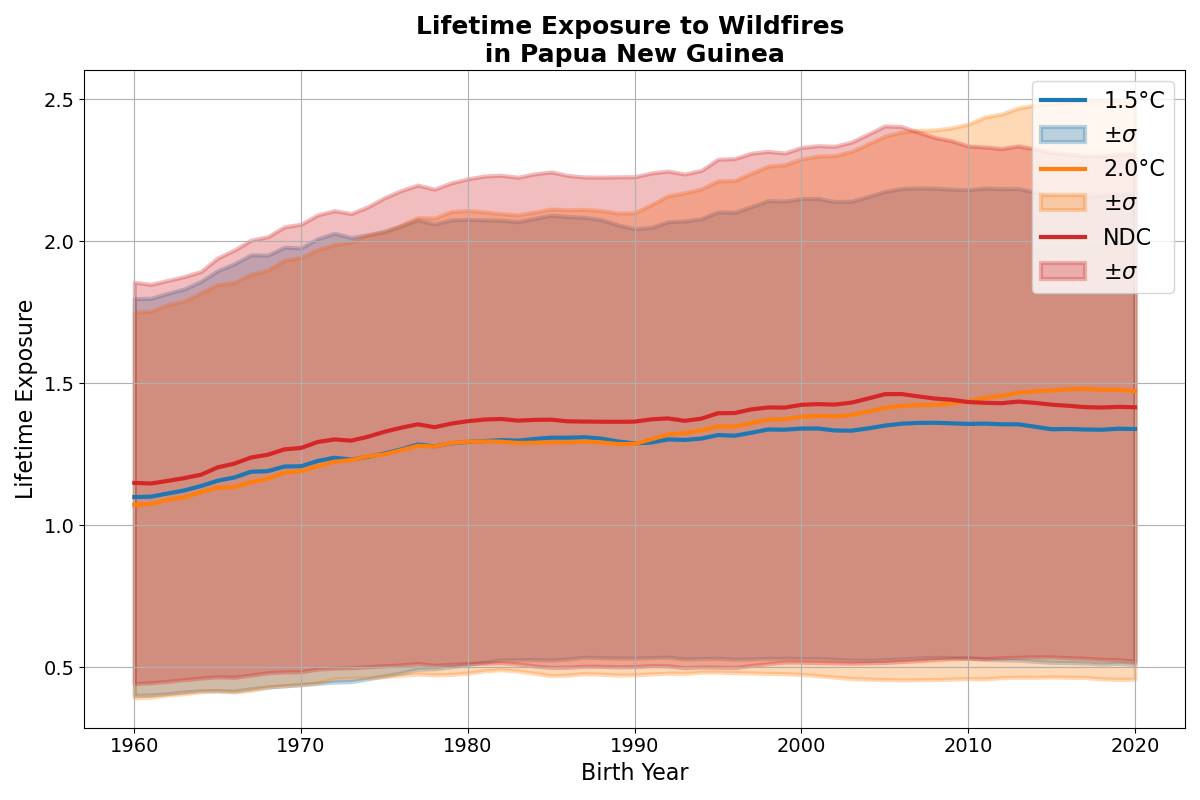 Lifetime Exposure to Wildfires
in Papua New Guinea
Lifetime Exposure
2.5
2.0
1.5
1.0
0.5
1960 1970 1980 1990 2000 2010 2020
Birth Year
1.5°C
±σ
2.0°C
±σ
NDC
±σ